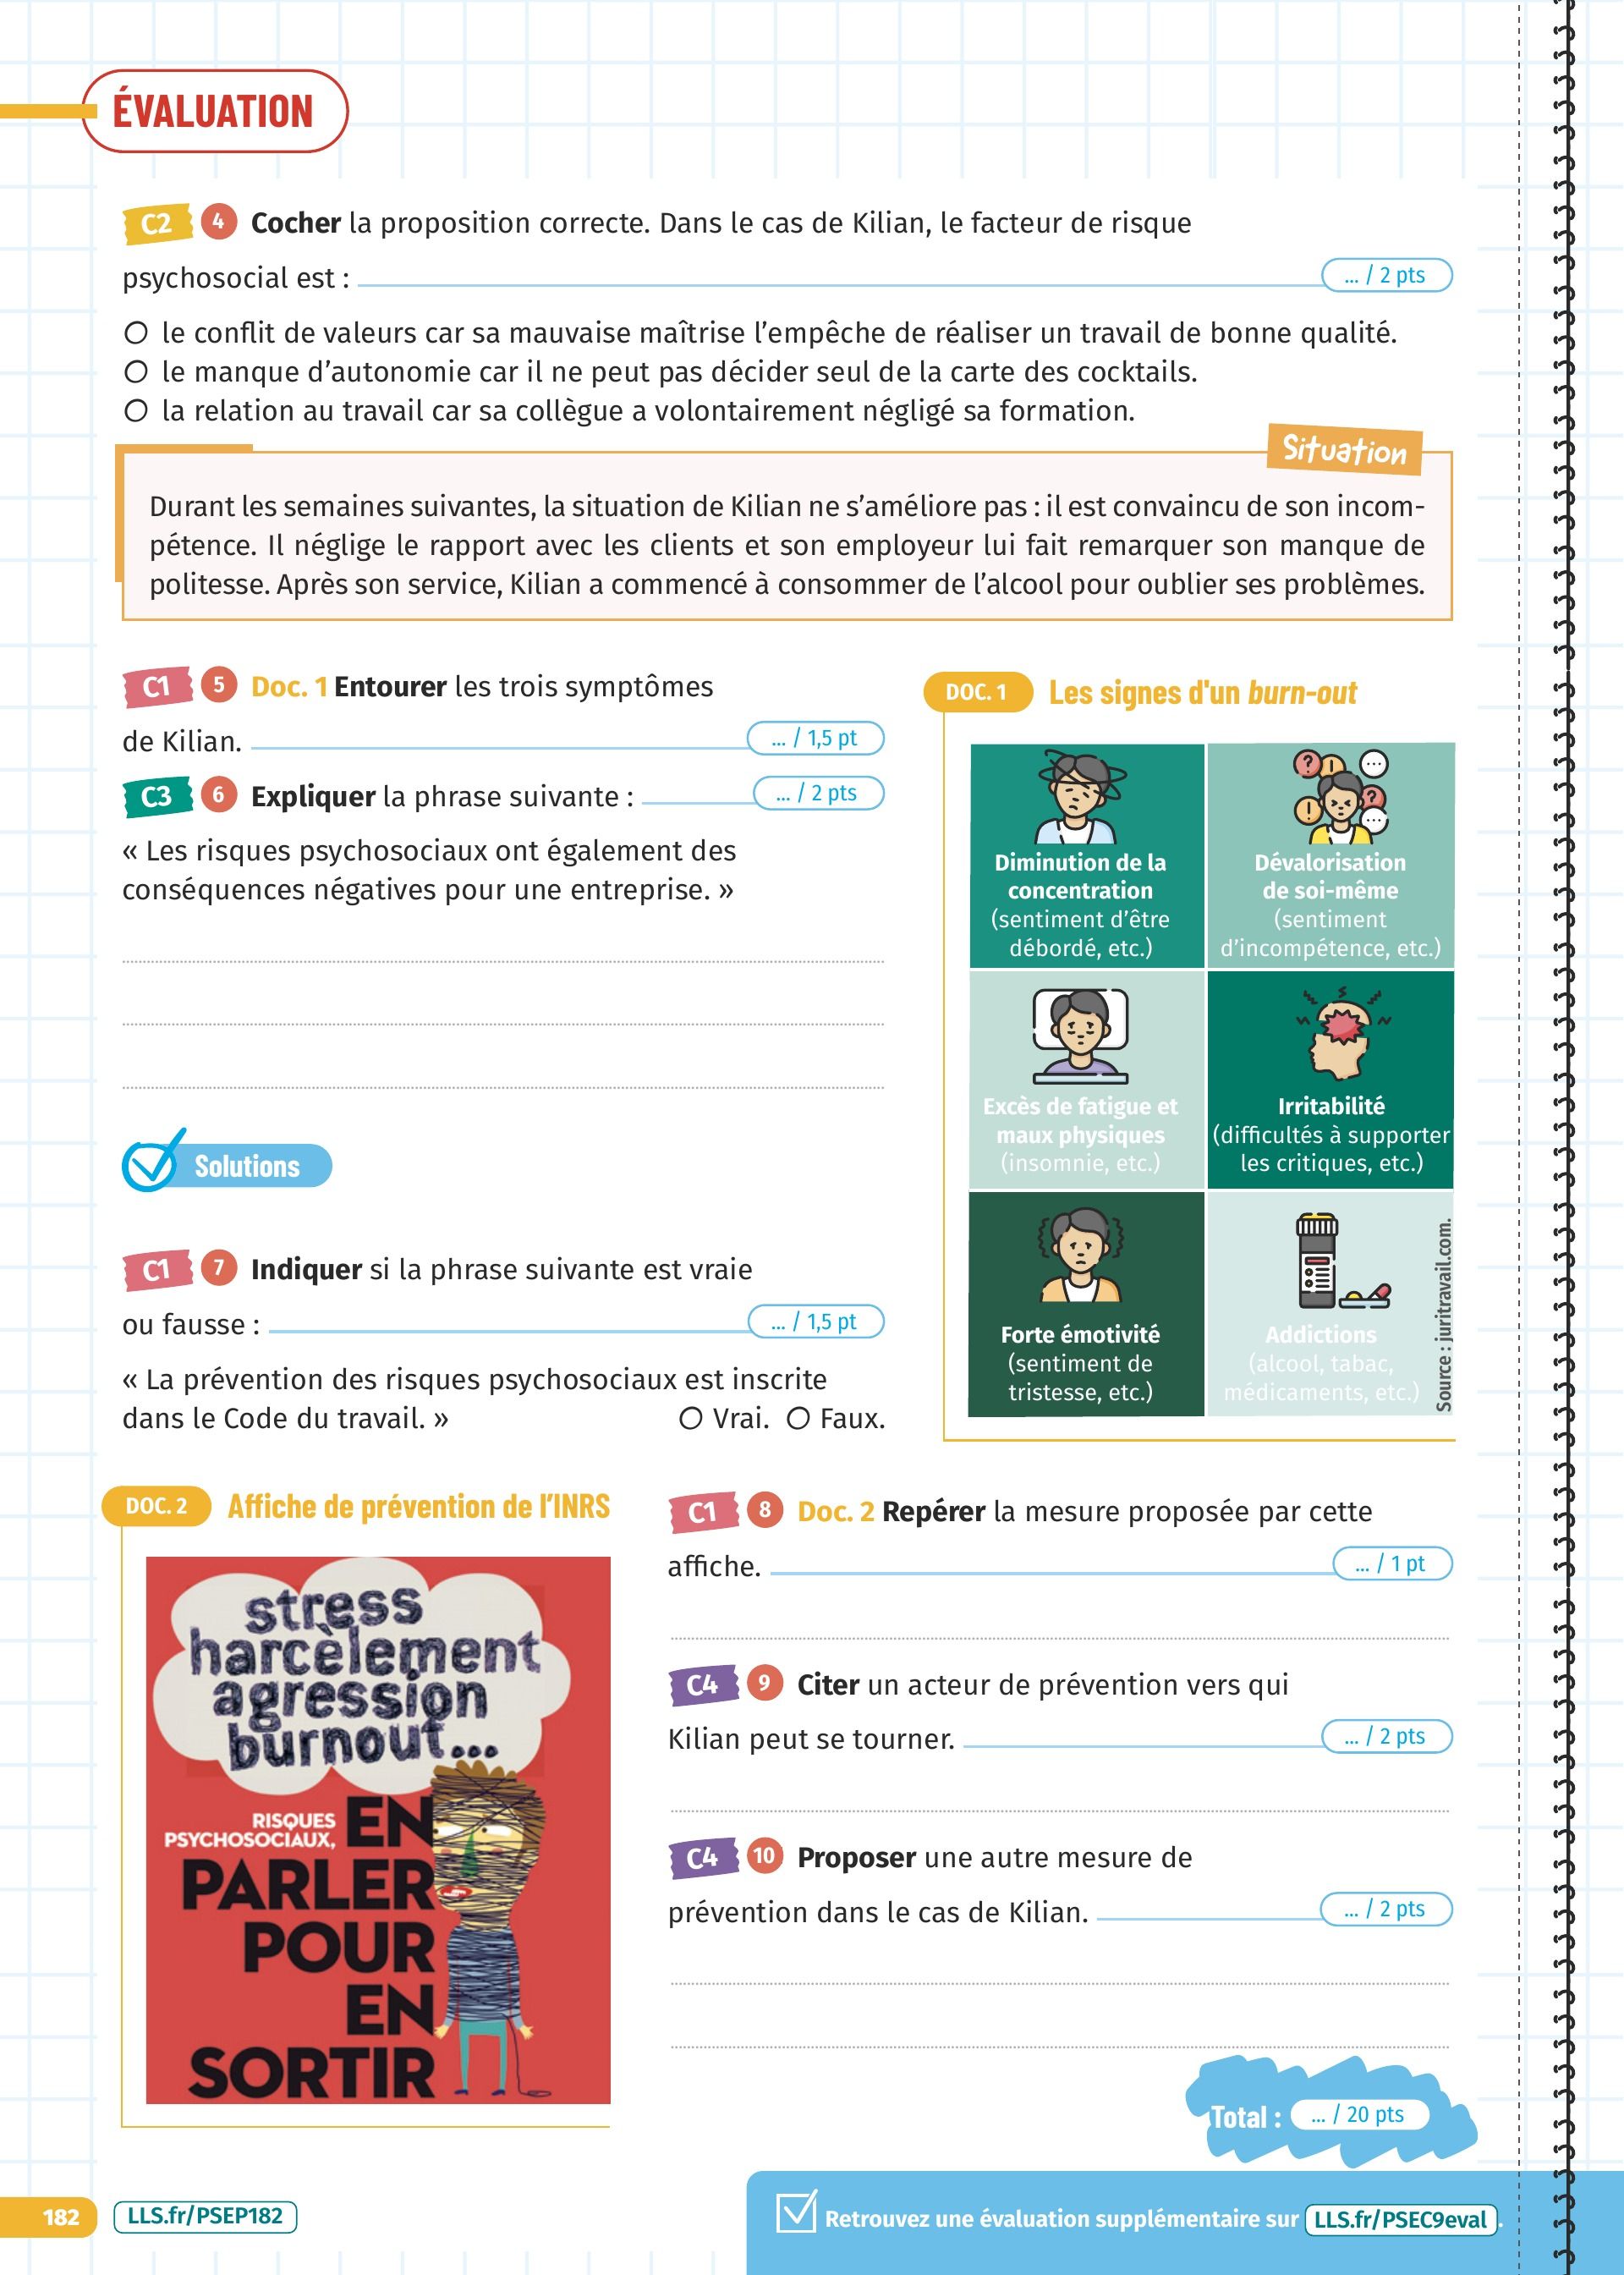 ÉVALUATION
C2 4 Cocher la proposition correcte. Dans le cas de Kilian, le facteur de risque
psychosocial est : ... / 2 pts
le conflit de valeurs car sa mauvaise maîtrise l'empêche de réaliser un travail de bonne qualité.
le manque d'autonomie car il ne peut pas décider seul de la carte des cocktails.
la relation au travail car sa collègue a volontairement négligé sa formation.
Situation
Durant les semaines suivantes, la situation de Kilian ne s'améliore pas : il est convaincu de son incom-
pétence. Il néglige le rapport avec les clients et son employeur lui fait remarquer son manque de
politesse. Après son service, Kilian a commencé à consommer de l'alcool pour oublier ses problèmes.
C1 5 Doc. 1 Entourer les trois symptômes
de Kilian. ... / 1,5 pt
C3 6 Expliquer la phrase suivante : ... / 2 pts
« Les risques psychosociaux ont également des
conséquences négatives pour une entreprise. »
Solutions
C1 7 Indiquer si la phrase suivante est vraie
ou fausse : ... / 1,5 pt
« La prévention des risques psychosociaux est inscrite
dans le Code du travail. » Vrai. Faux.
DOC. 1 Les signes d'un burn-out
Diminution de la
concentration
(sentiment d'être
débordé, etc.)
Dévalorisation
de soi-même
(sentiment
d'incompétence, etc.)
Excès de fatigue et
maux physiques
(insomnie, etc.)
Irritabilité
(difficultés à supporter
les critiques, etc.)
Forte émotivité
(sentiment de
tristesse, etc.)
Addictions
(alcool, tabac,
médicaments, etc.)
Source : juritravail.com.
DOC. 2 Affiche de prévention de l'INRS
stress
harcèlement
agression
burnout...
RISQUES
PSYCHOSOCIAUX,
EN
PARLER
POUR
EN
SORTIR
C1 8 Doc. 2 Repérer la mesure proposée par cette
affiche. ... / 1 pt
C4 9 Citer un acteur de prévention vers qui
Kilian peut se tourner. ... / 2 pts
C4 10 Proposer une autre mesure de
prévention dans le cas de Kilian. ... / 2 pts
Total : ... / 20 pts
182 LLS.fr/PSEP182
Retrouvez une évaluation supplémentaire sur LLS.fr/PSEC9eval.